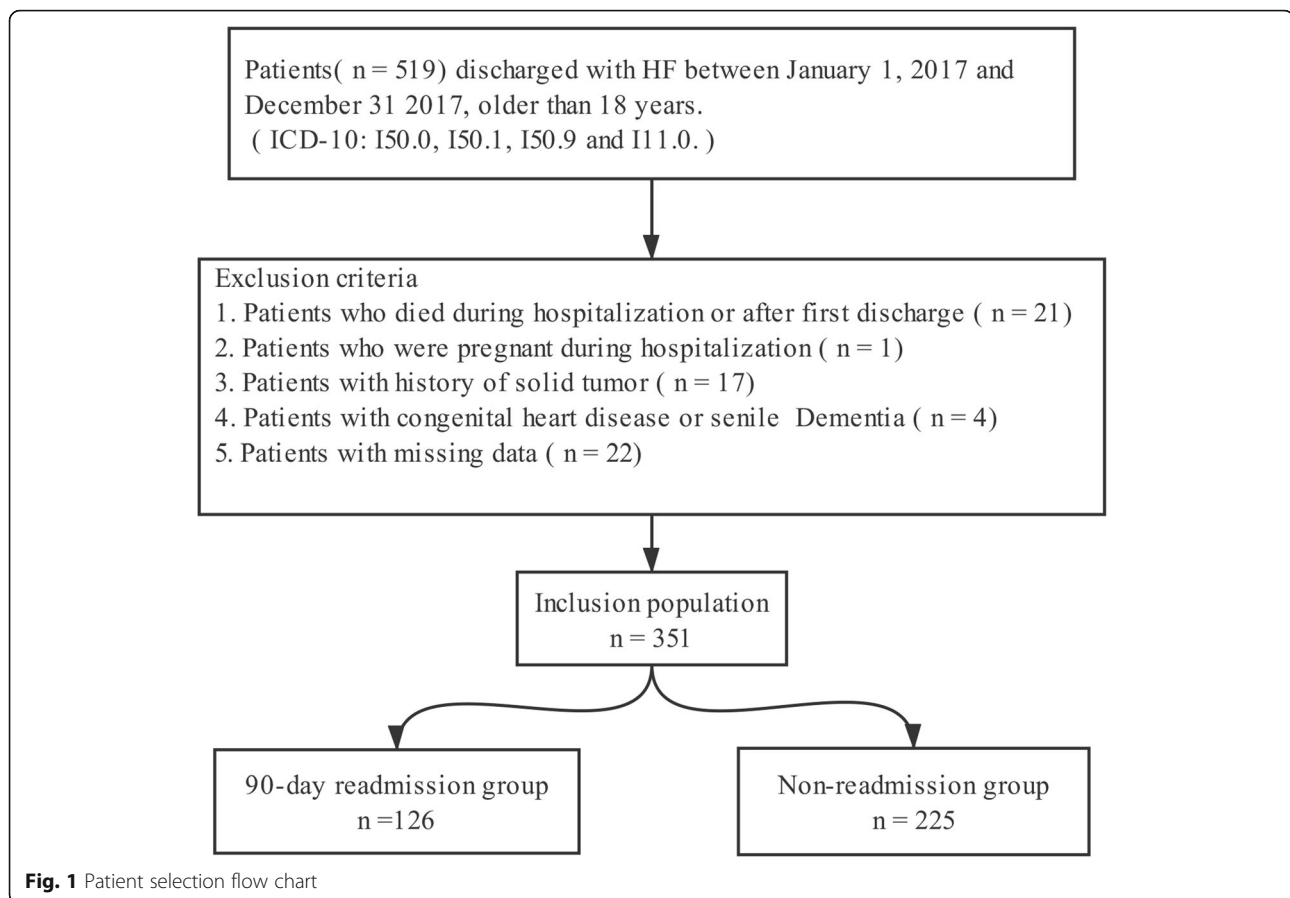 Patients( n = 519) discharged with HF between January 1, 2017 and
December 31 2017, older than 18 years.
( ICD-10: I50.0, I50.1, I50.9 and I11.0. )
Exclusion criteria
1. Patients who died during hospitalization or after first discharge ( n = 21)
2. Patients who were pregnant during hospitalization ( n = 1)
3. Patients with history of solid tumor ( n = 17)
4. Patients with congenital heart disease or senile Dementia ( n = 4)
5. Patients with missing data ( n = 22)
Inclusion population
n = 351
90-day readmission group
n =126
Non-readmission group
n = 225
Fig. 1 Patient selection flow chart